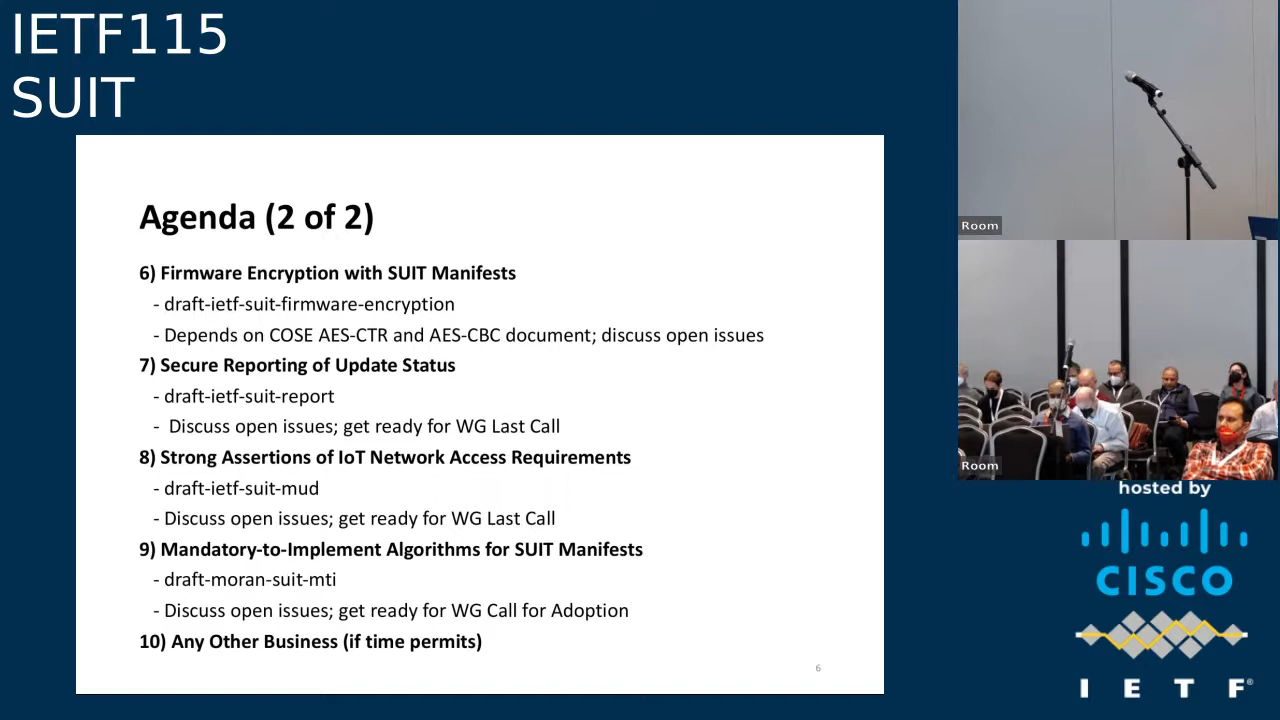 IETF115
SUIT
Agenda (2 of 2)
6) Firmware Encryption with SUIT Manifests
- draft-ietf-suit-firmware-encryption
- Depends on COSE AES-CTR and AES-CBC document; discuss open issues
7) Secure Reporting of Update Status
- draft-ietf-suit-report
- Discuss open issues; get ready for WG Last Call
8) Strong Assertions of IoT Network Access Requirements
- draft-ietf-suit-mud
- Discuss open issues; get ready for WG Last Call
9) Mandatory-to-Implement Algorithms for SUIT Manifests
- draft-moran-suit-mti
- Discuss open issues; get ready for WG Call for Adoption
10) Any Other Business (if time permits)
6
Room
Room
hosted by
CISCO
I E T F®